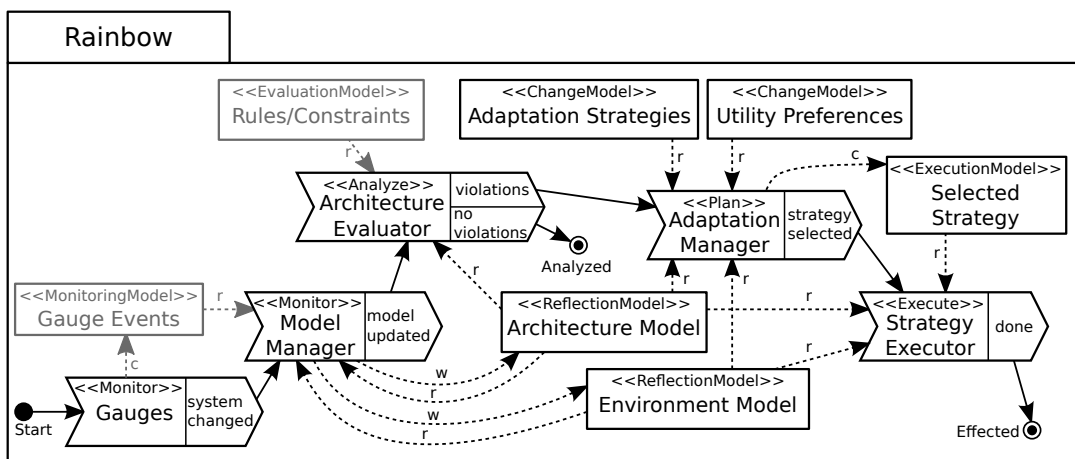 Rainbow
<<EvaluationModel>>
Rules/Constraints
<<ChangeModel>>
Adaptation Strategies
<<ChangeModel>>
Utility Preferences
r
r
r
c
<<ExecutionModel>>
Selected
Strategy
<<Analyze>>
Architecture
Evaluator
violations
no
violations
<<Plan>>
Adaptation
Manager
strategy
selected
Analyzed
r
r
r
r
<<MonitoringModel>>
Gauge Events
r
<<Monitor>>
Model
Manager
model
updated
<<ReflectionModel>>
Architecture Model
r
<<Execute>>
Strategy
Executor
done
c
w
r
r
<<ReflectionModel>>
Environment Model
w
r
<<Monitor>>
Gauges
system
changed
Start
Effected